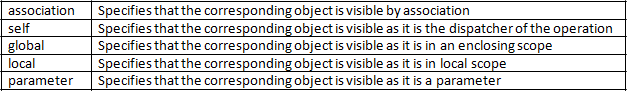 association Specifies that the corresponding object is visible by association
self Specifies that the corresponding object is visible as it is the dispatcher of the operation
global Specifies that the corresponding object is visible as it is in an enclosing scope
local Specifies that the corresponding object is visible as it is in local scope
parameter Specifies that the corresponding object is visible as it is a parameter